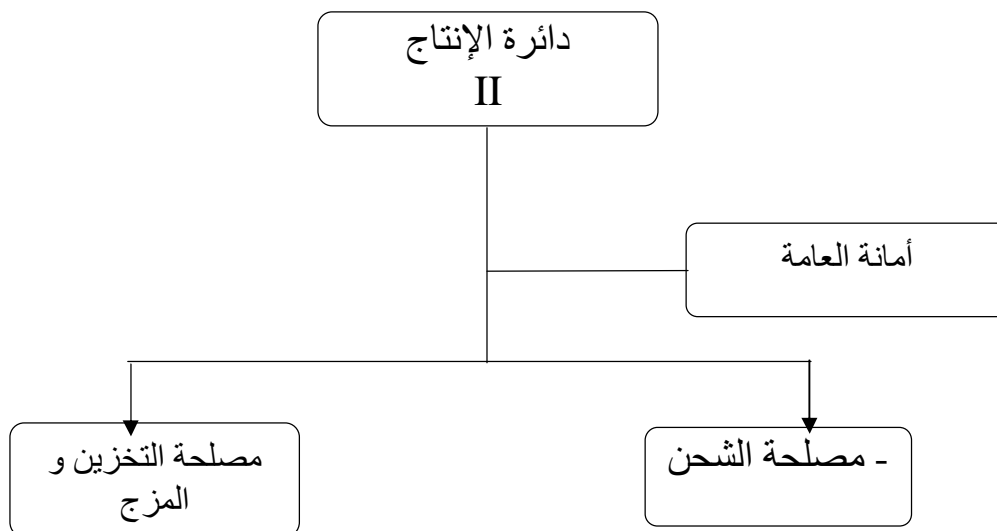 دائرة الإنتاج
II
أمانة العامة
- مصلحة الشحن
مصلحة التخزين و
المزج